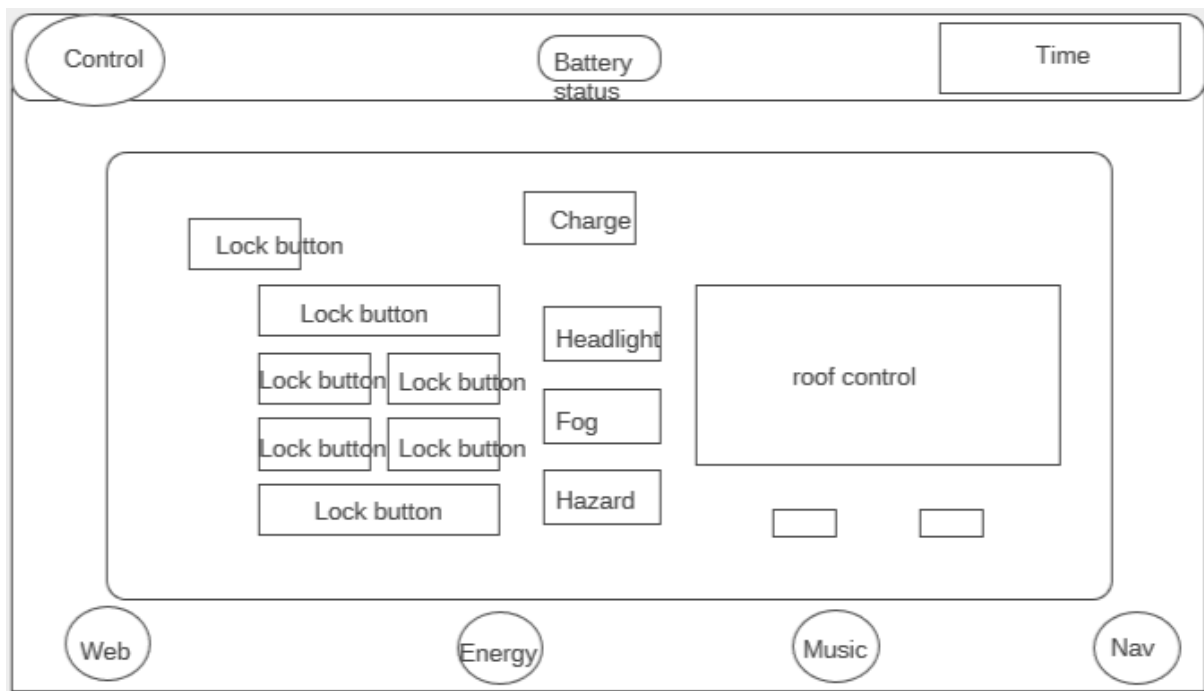 Control
Battery
status
Time
Charge
Lock button
Lock button
Headlight
Lock button
Lock button
roof control
Fog
Lock button
Lock button
Hazard
Lock button
Web
Energy
Music
Nav